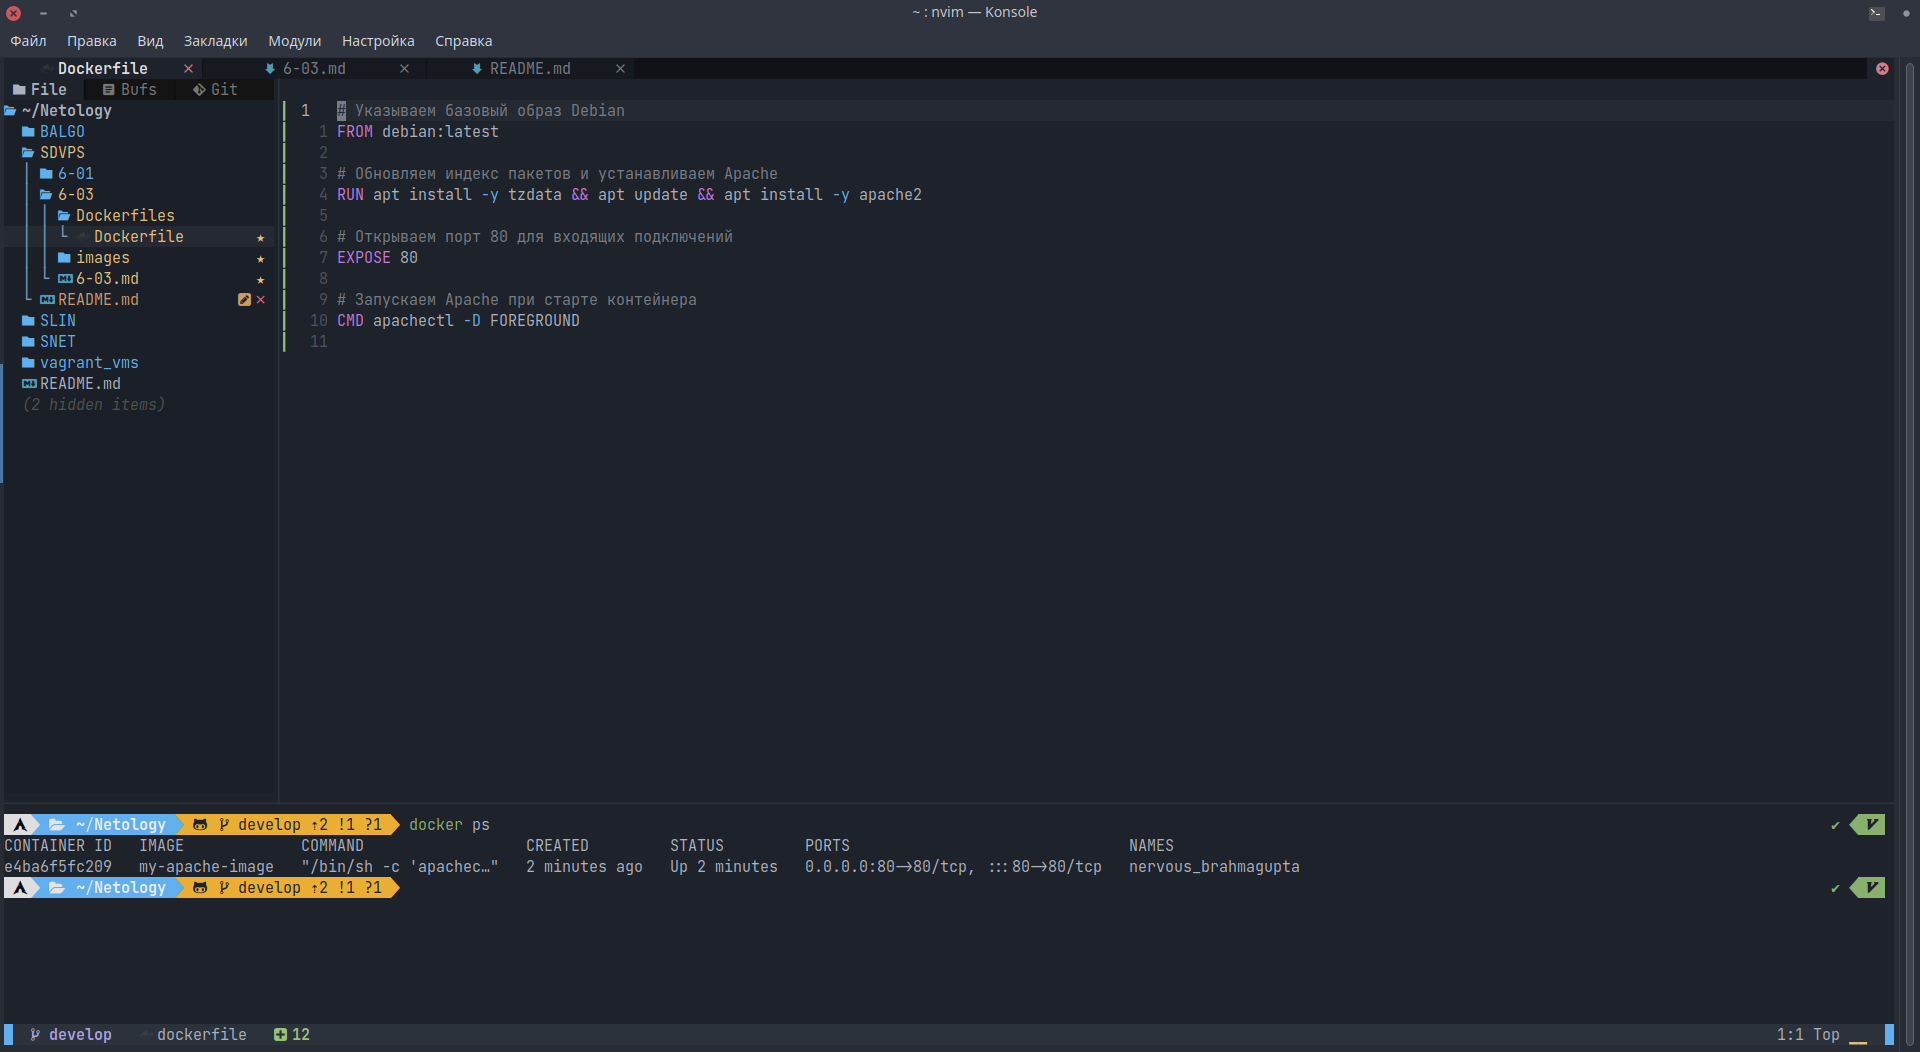 ~ : nvim — Konsole
Файл Правка Вид Закладки Модули Настройка Справка
Dockerfile 6-03.md README.md
File Bufs Git
~/Netology
BALGO
SDVPS
6-01
6-03
Dockerfiles
Dockerfile
images
6-03.md
README.md
SLIN
SNET
vagrant_vms
README.md
(2 hidden items)
1 # Указываем базовый образ Debian
1 FROM debian:latest
2
3 # Обновляем индекс пакетов и устанавливаем Apache
4 RUN apt install -y tzdata && apt update && apt install -y apache2
5
6 # Открываем порт 80 для входящих подключений
7 EXPOSE 80
8
9 # Запускаем Apache при старте контейнера
10 CMD apachectl -D FOREGROUND
11
~/Netology develop ⇡2 !1 ?1 docker ps ✔ V
CONTAINER ID IMAGE COMMAND CREATED STATUS PORTS NAMES
e4ba6f5fc209 my-apache-image "/bin/sh -c 'apachec…" 2 minutes ago Up 2 minutes 0.0.0.0:80->80/tcp, :::80->80/tcp nervous_brahmagupta
~/Netology develop ⇡2 !1 ?1 ✔ V
develop dockerfile 12 1:1 Top